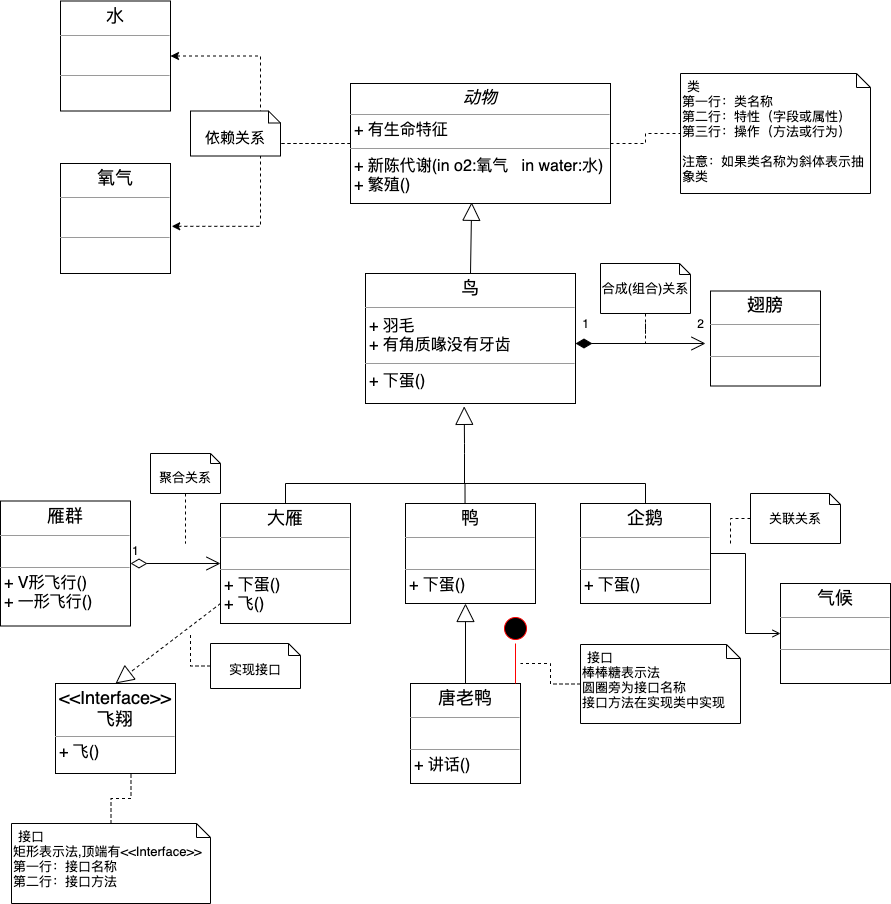 水
动物
+ 有生命特征
+ 新陈代谢(in o2:氧气   in water:水)
+ 繁殖()
类
第一行：类名称
第二行：特性（字段或属性）
第三行：操作（方法或行为）
注意：如果类名称为斜体表示抽
象类
依赖关系
氧气
鸟
+ 羽毛
+ 有角质喙没有牙齿
+ 下蛋()
合成(组合)关系
1
2
翅膀
聚合关系
雁群
+ V形飞行()
+ 一形飞行()
1
大雁
+ 下蛋()
+ 飞()
鸭
+ 下蛋()
企鹅
+ 下蛋()
关联关系
气候
实现接口
<<Interface>>
飞翔
+ 飞()
唐老鸭
+ 讲话()
接口
棒棒糖表示法
圆圈旁为接口名称
接口方法在实现类中实现
接口
矩形表示法,顶端有<<Interface>>
第一行：接口名称
第二行：接口方法